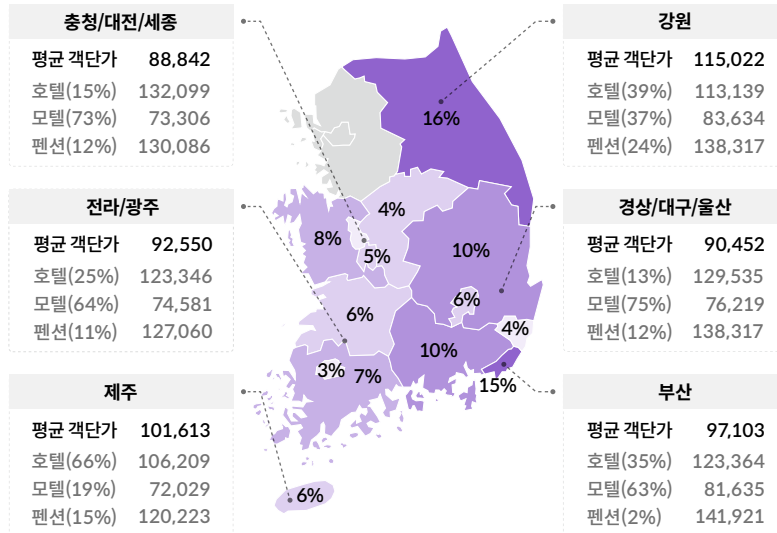 충청/대전/세종
평균 객단가 88,842
호텔(15%) 132,099
모텔(73%) 73,306
펜션(12%) 130,086
강원
평균 객단가 115,022
호텔(39%) 113,139
모텔(37%) 83,634
펜션(24%) 138,317
전라/광주
평균 객단가 92,550
호텔(25%) 123,346
모텔(64%) 74,581
펜션(11%) 127,060
경상/대구/울산
평균 객단가 90,452
호텔(13%) 129,535
모텔(75%) 76,219
펜션(12%) 138,317
제주
평균 객단가 101,613
호텔(66%) 106,209
모텔(19%) 72,029
펜션(15%) 120,223
부산
평균 객단가 97,103
호텔(35%) 123,364
모텔(63%) 81,635
펜션(2%) 141,921
16%
4%
8%
5%
10%
6%
6%
4%
10%
3%
7%
15%
6%